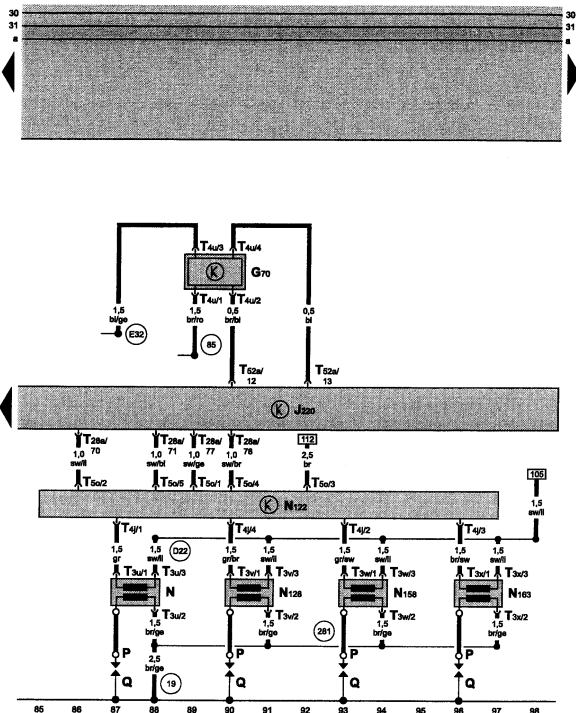 30 30
31 31
a a
T4u/3 T4u/4
K G70
T4u/1 T4u/2
1,5 bl/ge 1,5 br/ro 0,5 br/bl 0,5 bl
E32 85
T52a/12 T52a/13
K J220
T28a/70 T28a/71 T28a/77 T28a/78 112
1,0 sw/li 1,0 sw/bl 1,0 sw/ge 1,0 sw/br 2,5 br
105
T5o/2 T5o/5 T5o/1 T5o/4 T5o/3
K N122
1,5 sw/li
T4j/1 T4j/4 T4j/2 T4j/3
D22
1,5 gr 1,5 sw/li 1,5 gr/br 1,5 sw/li 1,5 gr/sw 1,5 sw/li 1,5 br/sw 1,5 sw/li
T3u/1 T3u/3 T3v/1 T3v/3 T3w/1 T3w/3 T3x/1 T3x/3
N N128 N158 N163
T3u/2 T3v/2 T3w/2 T3x/2
1,5 br/ge 1,5 br/ge 1,5 br/ge 1,5 br/ge
281
P P P P
2,5 br/ge
Q 19 Q Q Q
85 86 87 88 89 90 91 92 93 94 95 96 97 98